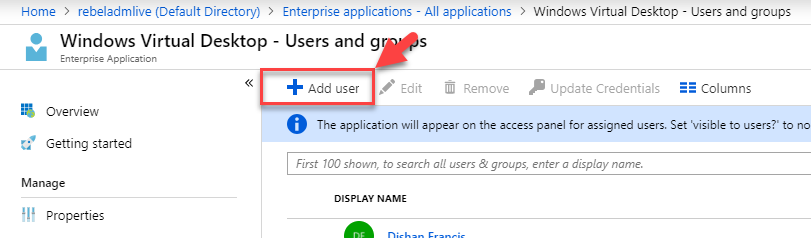 Home > rebeladmlive (Default Directory) > Enterprise applications - All applications > Windows Virtual Desktop - Users and groups
Windows Virtual Desktop - Users and groups
Enterprise Application
« + Add user Edit Remove Update Credentials Columns
Overview
The application will appear on the access panel for assigned users. Set 'visible to users?' to no
Getting started
First 100 shown, to search all users & groups, enter a display name.
Manage
DISPLAY NAME
Properties
DF Dishan Francis